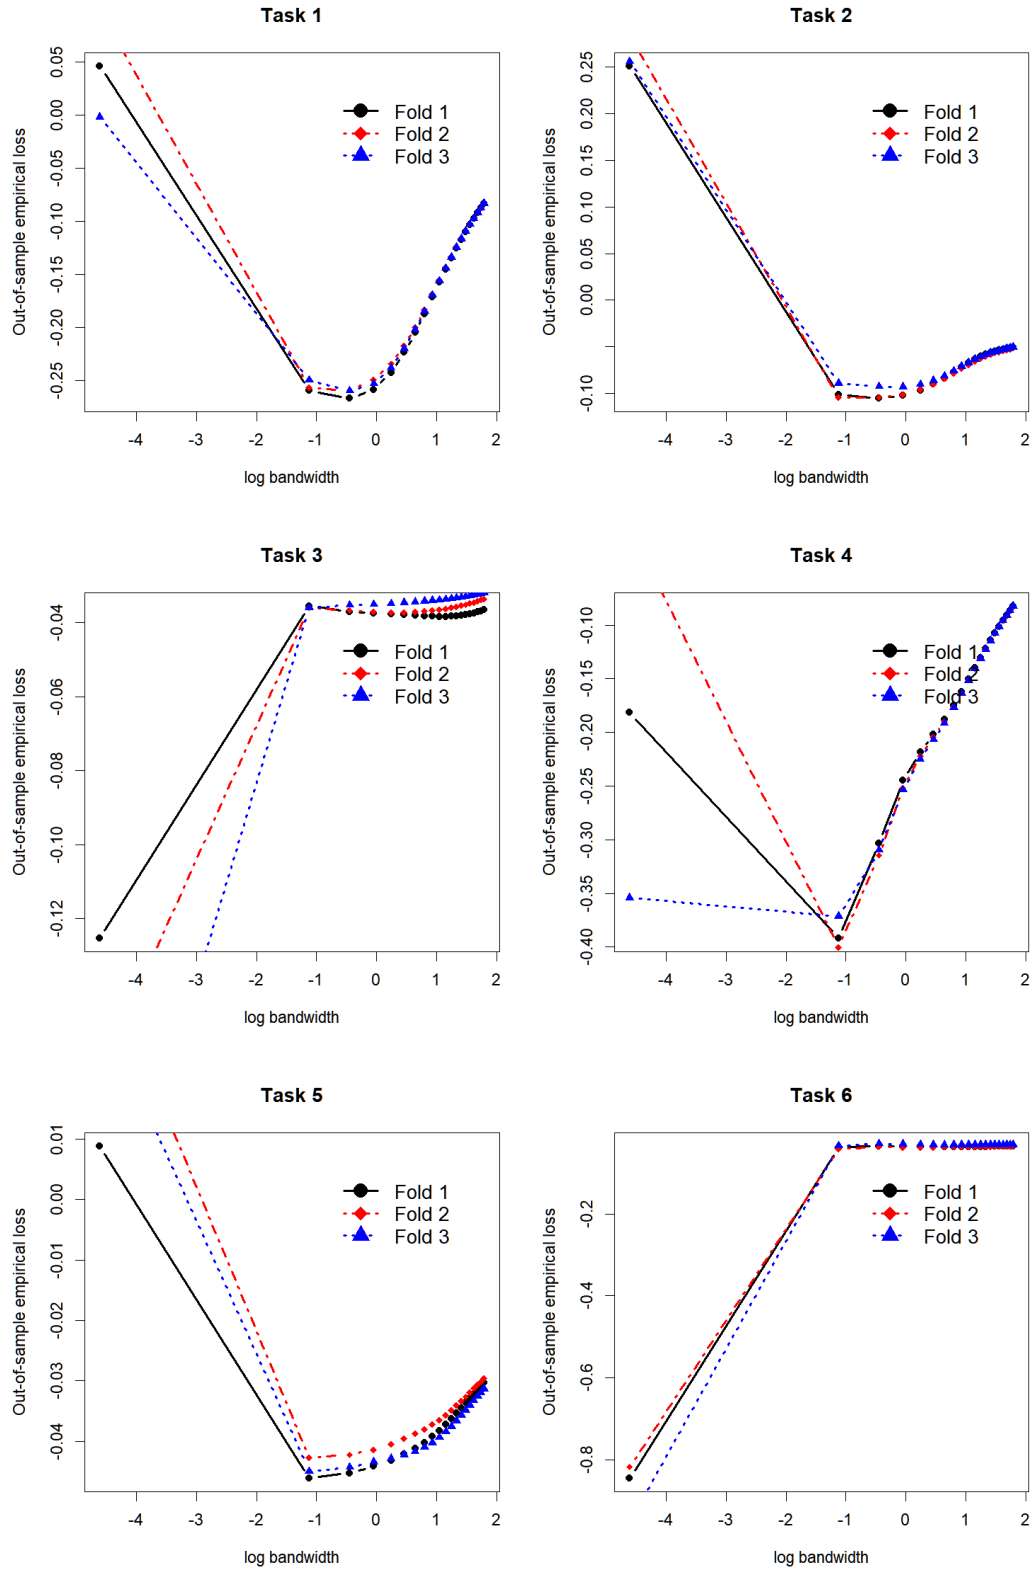 Task 1
Out-of-sample empirical loss
0.05
0.00
-0.05
-0.10
-0.15
-0.20
-0.25
Fold 1
Fold 2
Fold 3
-4 -3 -2 -1 0 1 2
log bandwidth
Task 2
Out-of-sample empirical loss
0.25
0.20
0.15
0.10
0.05
0.00
-0.10
Fold 1
Fold 2
Fold 3
-4 -3 -2 -1 0 1 2
log bandwidth
Task 3
Out-of-sample empirical loss
-0.04
-0.06
-0.08
-0.10
-0.12
Fold 1
Fold 2
Fold 3
-4 -3 -2 -1 0 1 2
log bandwidth
Task 4
Out-of-sample empirical loss
-0.10
-0.15
-0.20
-0.25
-0.30
-0.35
-0.40
Fold 1
Fold 2
Fold 3
-4 -3 -2 -1 0 1 2
log bandwidth
Task 5
Out-of-sample empirical loss
0.01
0.00
-0.01
-0.02
-0.03
-0.04
Fold 1
Fold 2
Fold 3
-4 -3 -2 -1 0 1 2
log bandwidth
Task 6
Out-of-sample empirical loss
-0.2
-0.4
-0.6
-0.8
Fold 1
Fold 2
Fold 3
-4 -3 -2 -1 0 1 2
log bandwidth